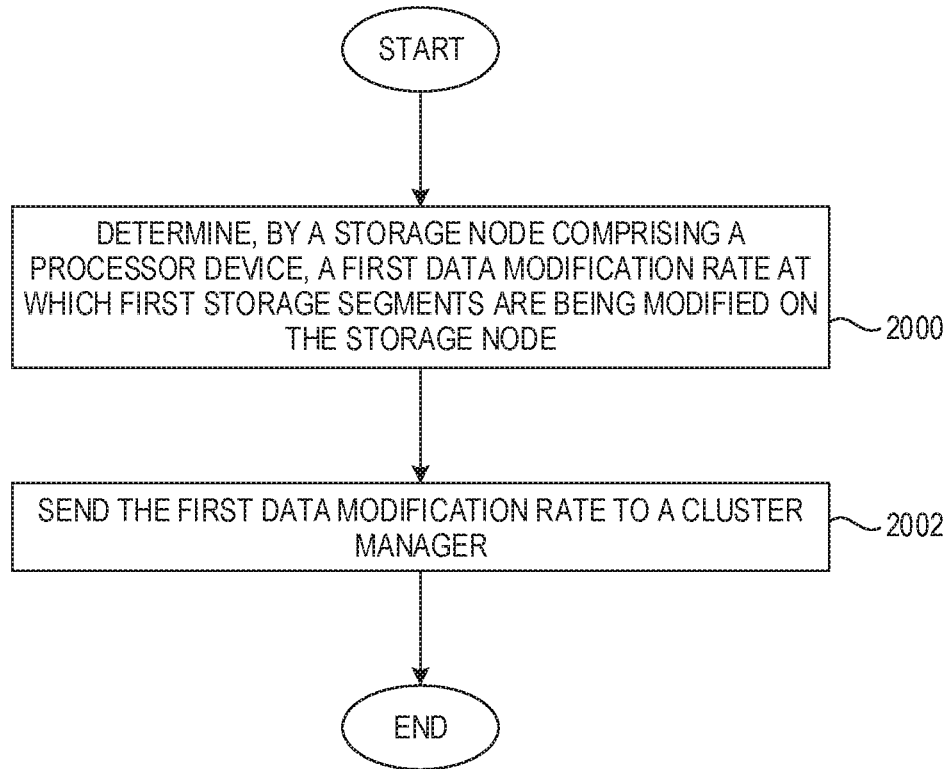 START
DETERMINE, BY A STORAGE NODE COMPRISING A
PROCESSOR DEVICE, A FIRST DATA MODIFICATION RATE AT
WHICH FIRST STORAGE SEGMENTS ARE BEING MODIFIED ON
THE STORAGE NODE
2000
SEND THE FIRST DATA MODIFICATION RATE TO A CLUSTER
MANAGER
2002
END